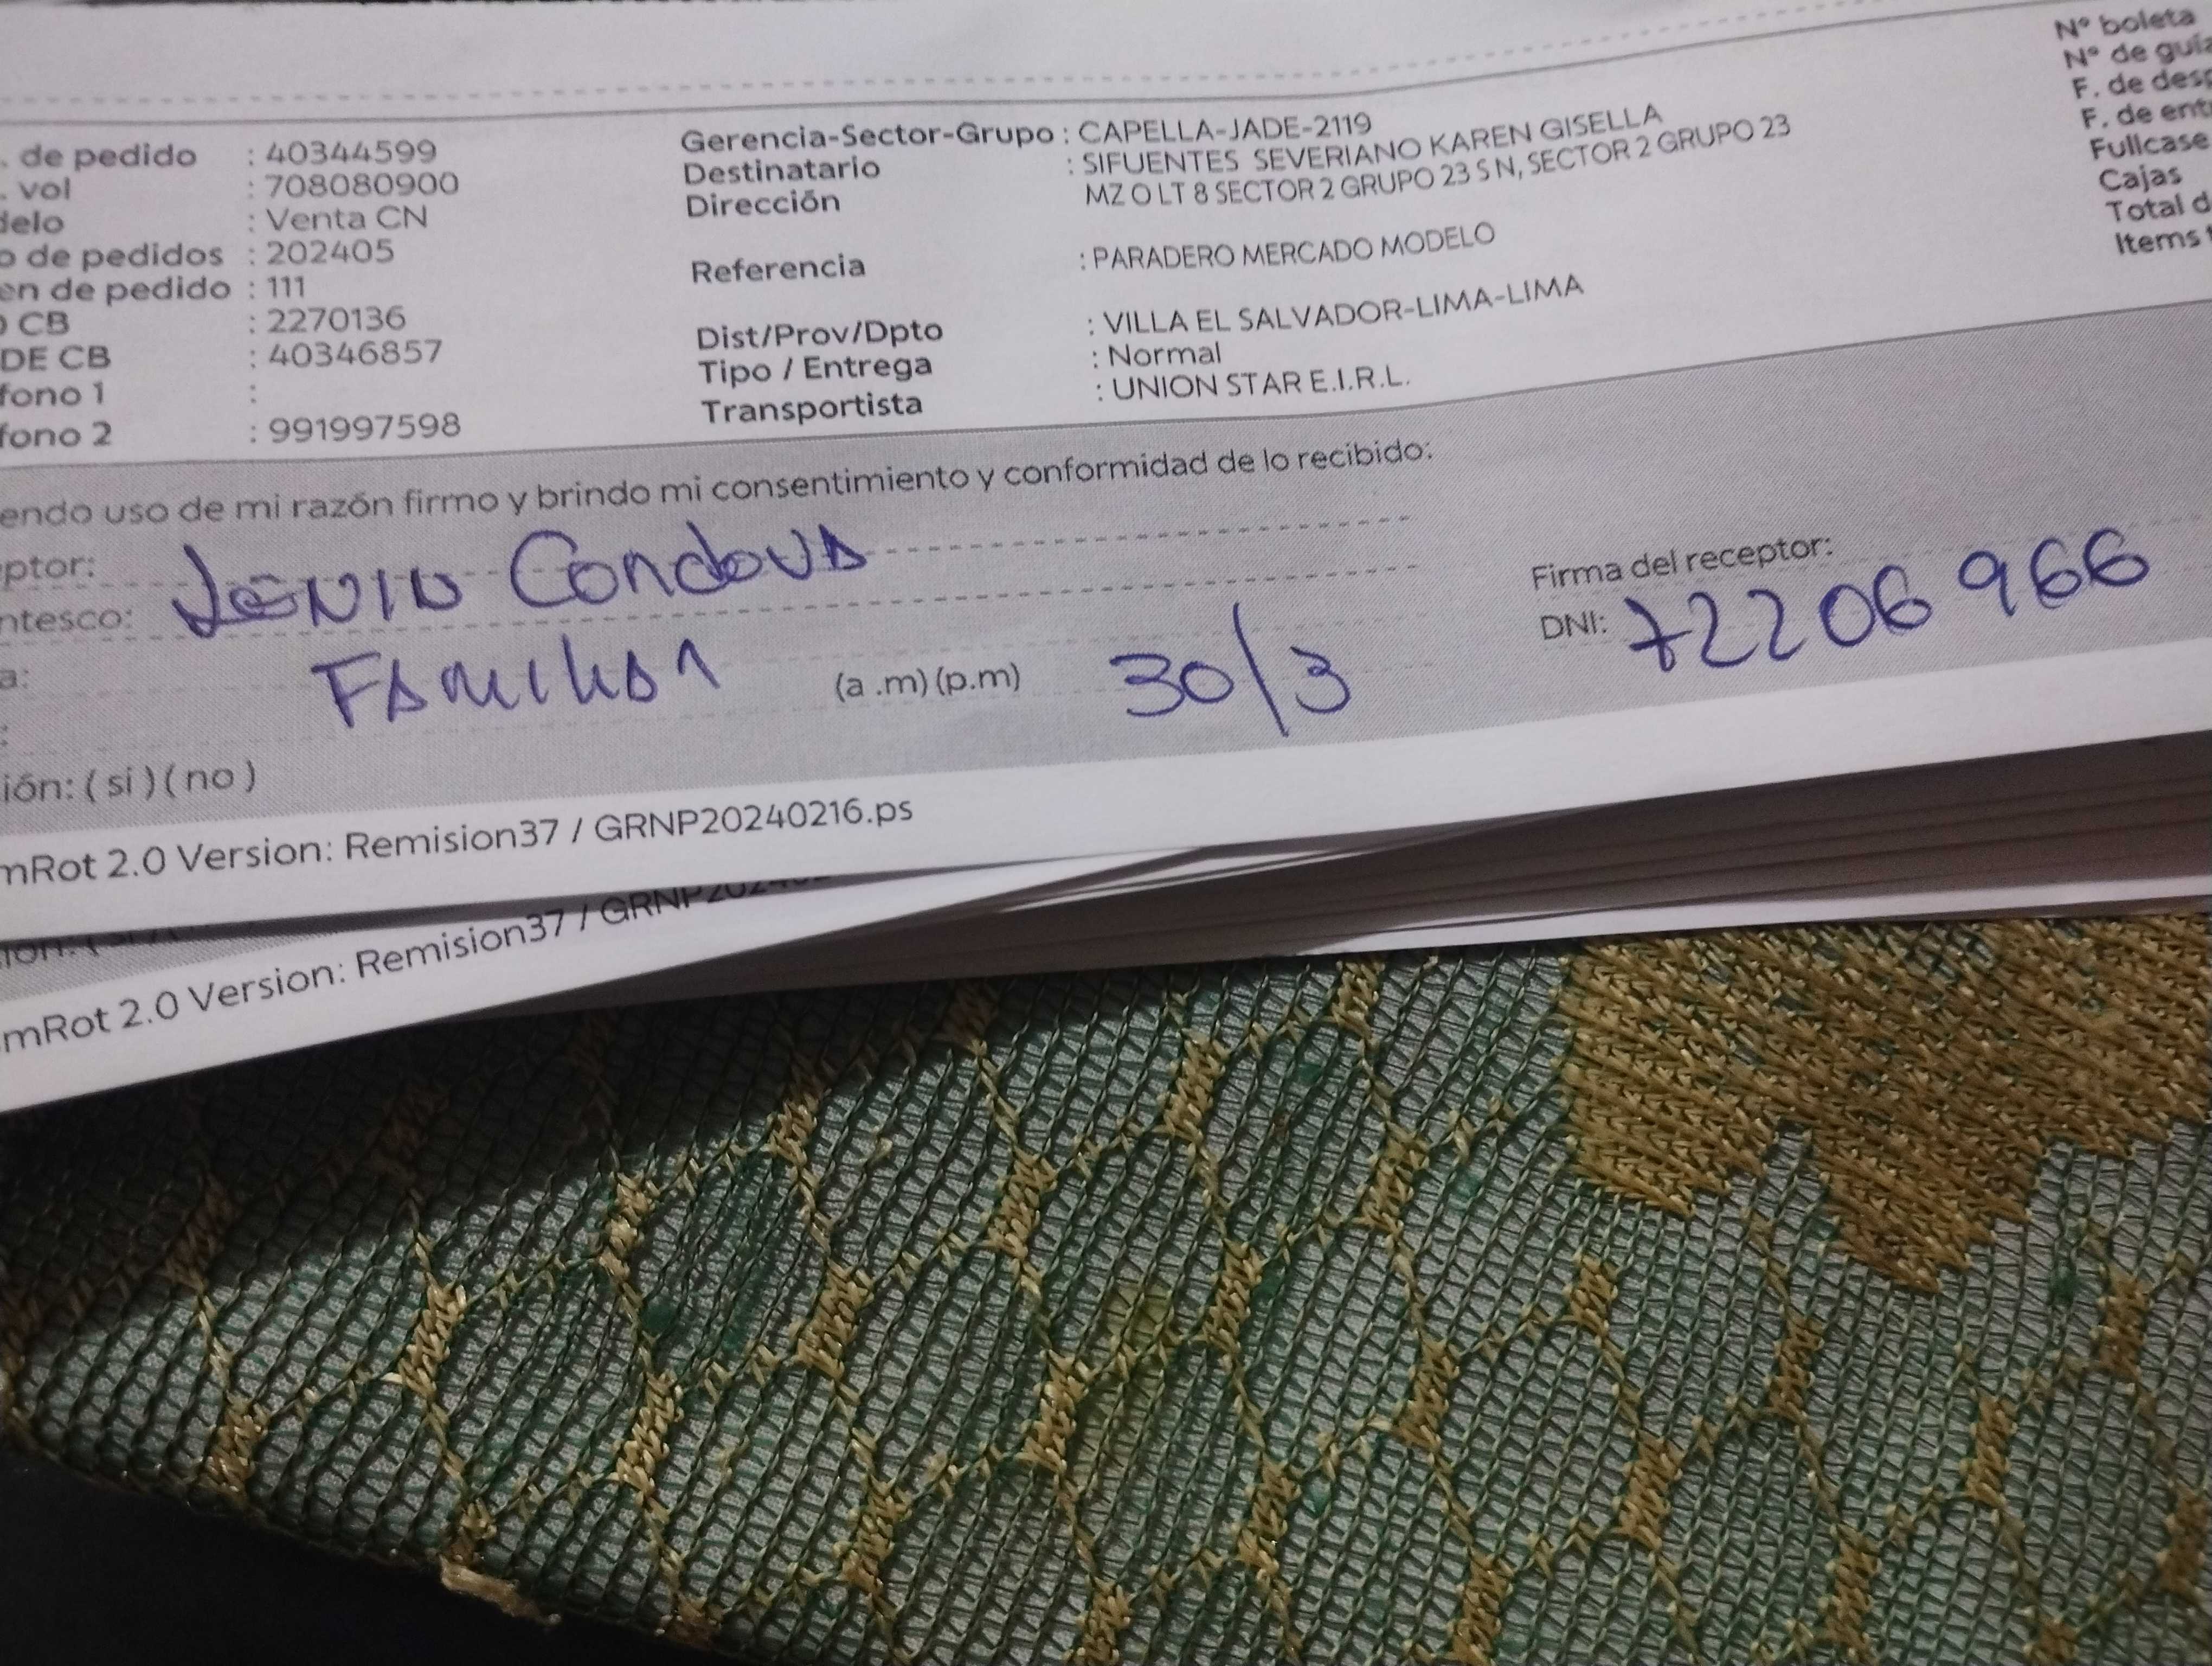 . de pedido : 40344599
. vol : 708080900
delo : Venta CN
o de pedidos : 202405
en de pedido : 111
O CB : 2270136
DE CB : 40346857
fono 1 :
fono 2 : 991997598
Gerencia-Sector-Grupo : CAPELLA-JADE-2119
Destinatario : SIFUENTES SEVERIANO KAREN GISELLA
Dirección MZ O LT 8 SECTOR 2 GRUPO 23 S N, SECTOR 2 GRUPO 23
Referencia : PARADERO MERCADO MODELO
Dist/Prov/Dpto : VILLA EL SALVADOR-LIMA-LIMA
Tipo / Entrega : Normal
Transportista : UNION STAR E.I.R.L.
N° boleta
N° de guía
F. de desp
F. de ent
Fullcase
Cajas
Total d
Items
endo uso de mi razón firmo y brindo mi consentimiento y conformidad de lo recibido:
ptor:
ntesco:
Familiar (a .m) (p.m) 30/3
a:
Firma del receptor:
DNI: 72206966
ión: ( si ) ( no )
mRot 2.0 Version: Remision37 / GRNP20240216.ps
mRot 2.0 Version: Remision37 / GRNP2024